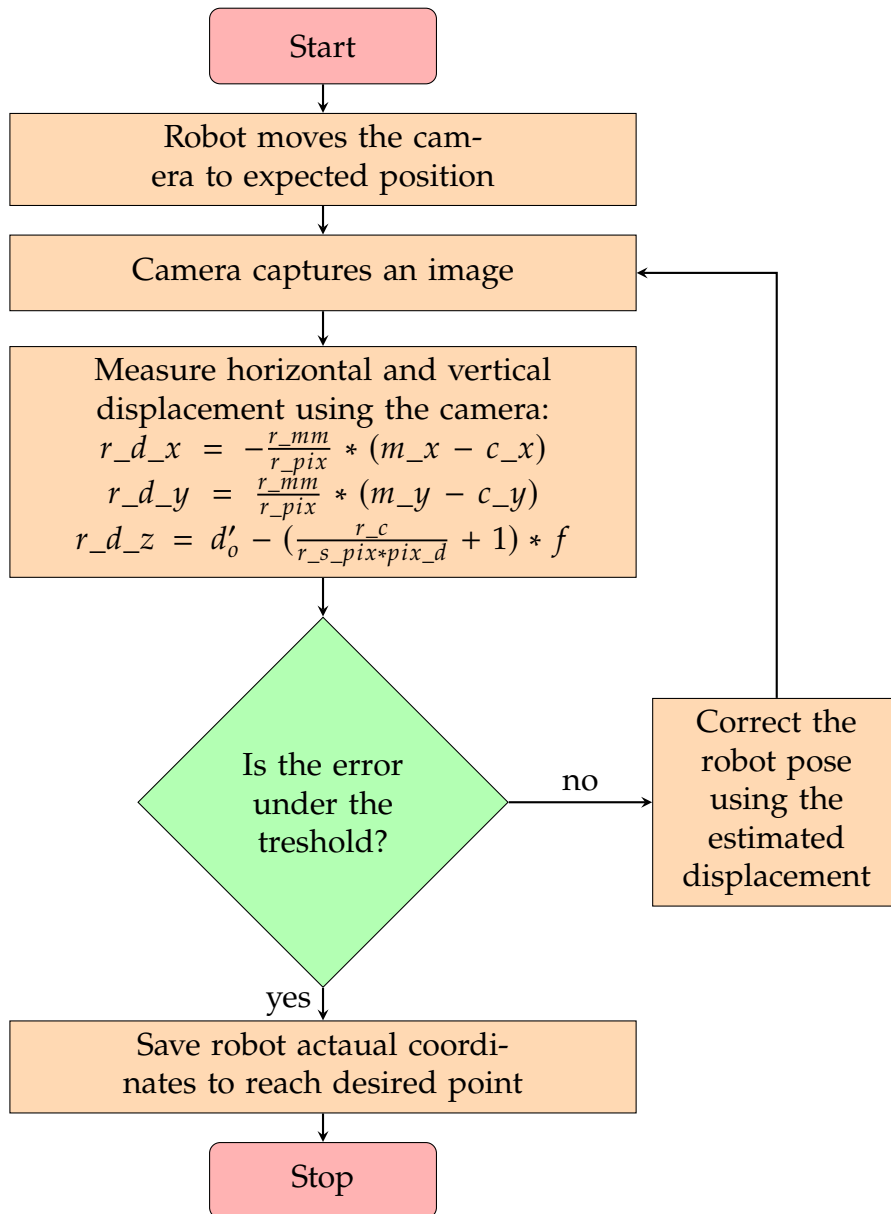 Start
Robot moves the cam-
era to expected position
Camera captures an image
Measure horizontal and vertical
displacement using the camera:
r_d_x = −\frac{r_mm}{r_pix} * (m_x − c_x)
r_d_y = \frac{r_mm}{r_pix} * (m_y − c_y)
r_d_z = d'_o − (\frac{r_c}{r_s_pix*pix_d} + 1) * f
Is the error
under the
treshold?
no
Correct the
robot pose
using the
estimated
displacement
yes
Save robot actaual coordi-
nates to reach desired point
Stop